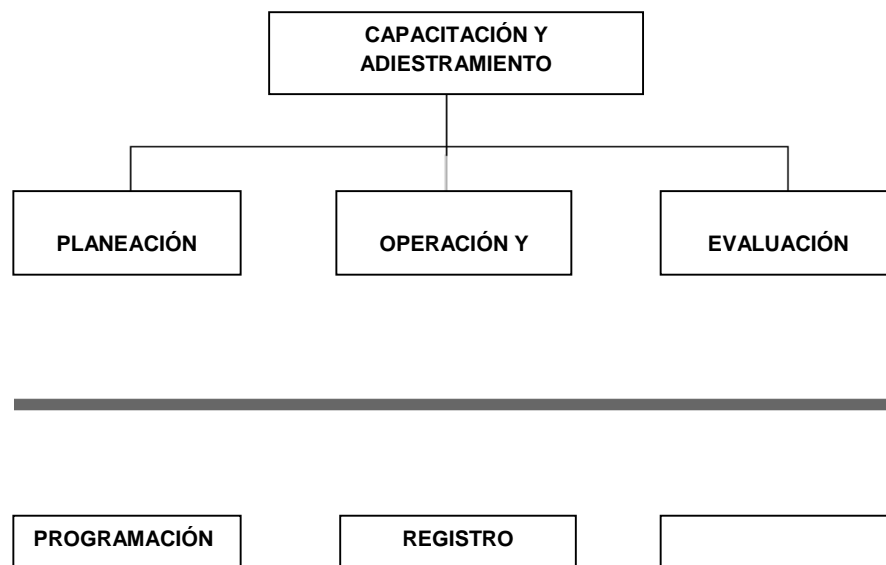 CAPACITACIÓN Y
ADIESTRAMIENTO
PLANEACIÓN
OPERACIÓN Y
EVALUACIÓN
PROGRAMACIÓN
REGISTRO